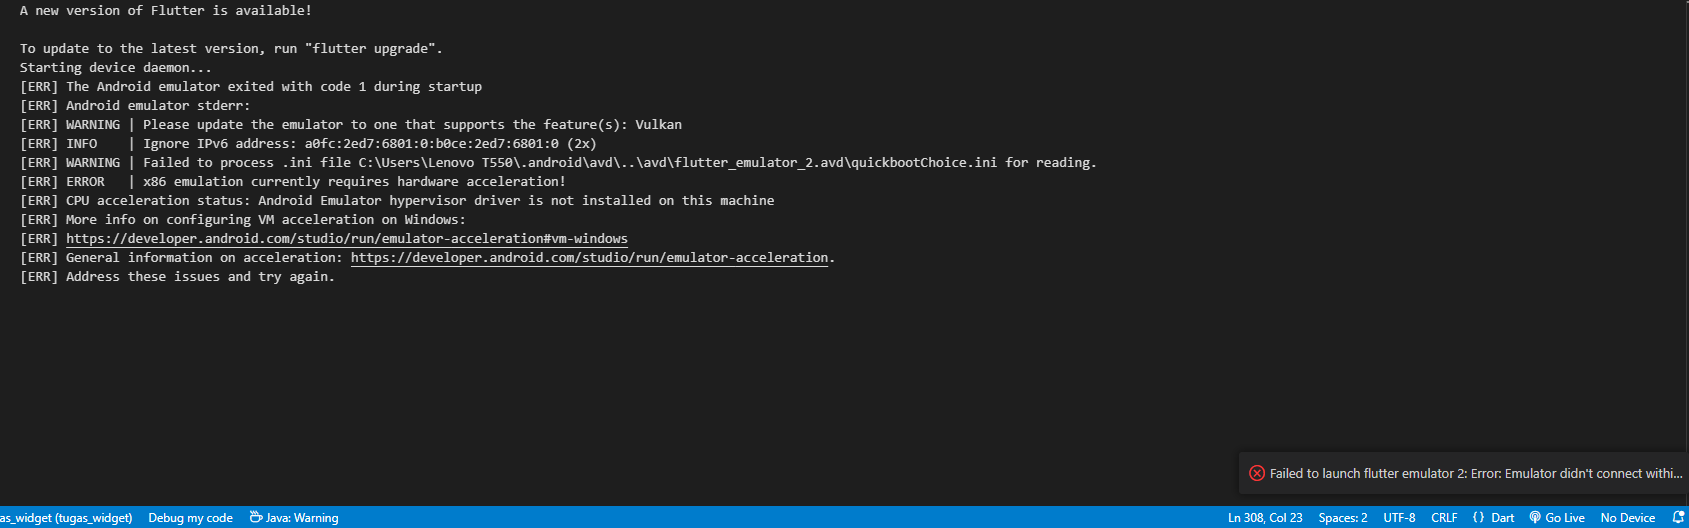 A new version of Flutter is available!
To update to the latest version, run "flutter upgrade".
Starting device daemon...
[ERR] The Android emulator exited with code 1 during startup
[ERR] Android emulator stderr:
[ERR] WARNING | Please update the emulator to one that supports the feature(s): Vulkan
[ERR] INFO    | Ignore IPv6 address: a0fc:2ed7:6801:0:b0ce:2ed7:6801:0 (2x)
[ERR] WARNING | Failed to process .ini file C:\Users\Lenovo T550\.android\avd\..\avd\flutter_emulator_2.avd\quickbootChoice.ini for reading.
[ERR] ERROR   | x86 emulation currently requires hardware acceleration!
[ERR] CPU acceleration status: Android Emulator hypervisor driver is not installed on this machine
[ERR] More info on configuring VM acceleration on Windows:
[ERR] https://developer.android.com/studio/run/emulator-acceleration#vm-windows
[ERR] General information on acceleration: https://developer.android.com/studio/run/emulator-acceleration.
[ERR] Address these issues and try again.
Failed to launch flutter emulator 2: Error: Emulator didn't connect withi...
as_widget (tugas_widget) Debug my code Java: Warning Ln 308, Col 23 Spaces: 2 UTF-8 CRLF {} Dart Go Live No Device